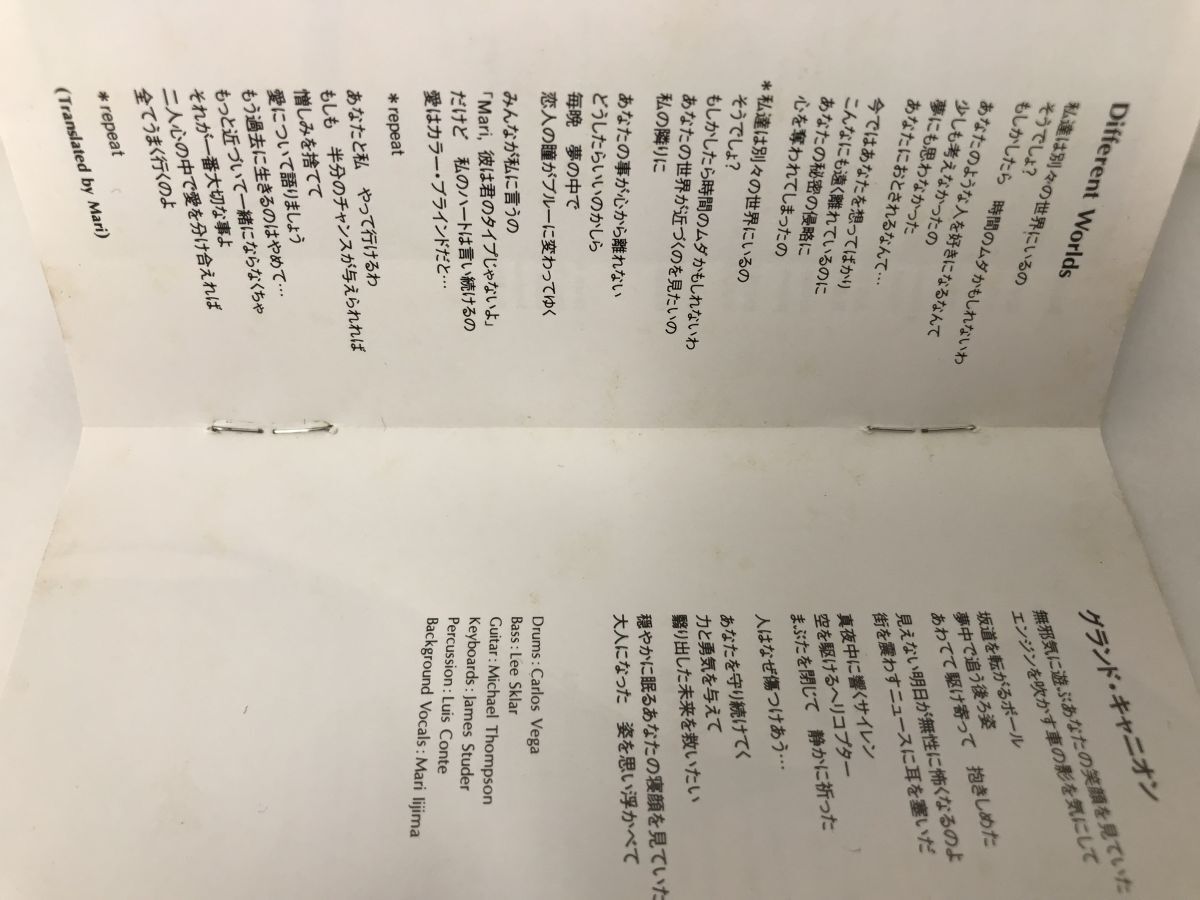 Different Worlds
私達は別々の世界にいるの
そうでしょ?
もしかしたら 時間のムダかもしれないわ
あなたのような人を好きになるなんて
少しも考えなかったの
夢にも思わなかった
あなたにおとされるなんて…
今ではあなたを想ってばかり
こんなにも遠く離れているのに
あなたの秘密の侵略に
心を奪われてしまったの
*私達は別々の世界にいるの
そうでしょ?
もしかしたら時間のムダかもしれないわ
あなたの世界が近づくのを見たいの
私の隣りに
あなたの事が心から離れない
どうしたらいいのかしら
毎晩 夢の中で
恋人の瞳がブルーに変わってゆく
みんなが私に言うの
「Mari, 彼は君のタイプじゃないよ」
だけど 私のハートは言い続けるの
愛はカラー・ブラインドだと…
*repeat
あなたと私 やって行けるわ
もしも 半分のチャンスが与えられれば
憎しみを捨てて
愛について語りましょう
もう過去に生きるのはやめて…
もっと近づいて一緒にならなくちゃ
それが一番大切な事よ
二人心の中で愛を分け合えれば
全てうまく行くのよ
*repeat
(Translated by Mari)
グランド・キャニオン
無邪気に遊ぶあなたの笑顔を見ていた
エンジンを吹かす車の影を気にして
坂道を転がるボール
夢中で追う後ろ姿
あわてて駆け寄って 抱きしめた
見えない明日が無性に怖くなるのよ
街を震わすニュースに耳を塞いだ
真夜中に響くサイレン
空を駆けるヘリコプター
まぶたを閉じて 静かに祈った
人はなぜ傷つけあう…
あなたを守り続けてく
力と勇気を与えて
翳り出した未来を救いたい
穏やかに眠るあなたの寝顔を見ていた
大人になった 姿を思い浮かべて
Drums:Carlos Vega
Bass:Lee Sklar
Guitar:Michael Thompson
Keyboards:James Studer
Percussion:Luis Conte
Background Vocals:Mari Iijima